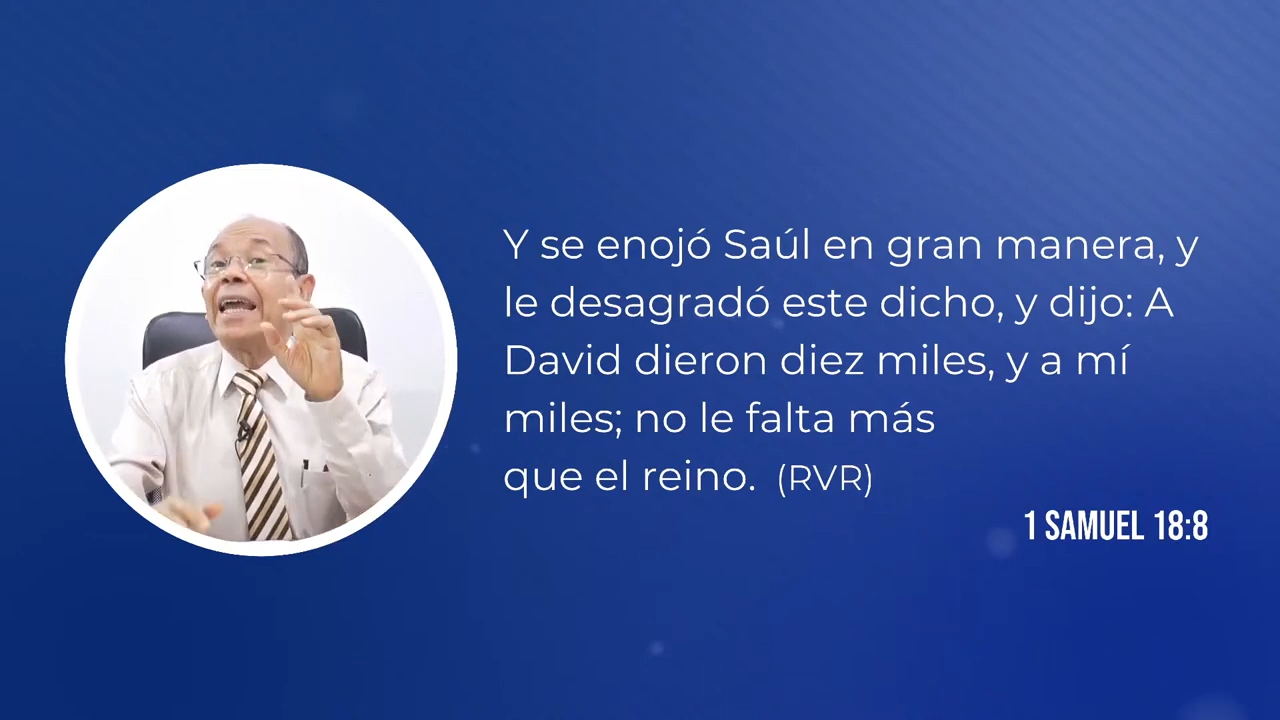 Y se enojó Saúl en gran manera, y
le desagradó este dicho, y dijo: A
David dieron diez miles, y a mí
miles; no le falta más
que el reino. (RVR)
1 SAMUEL 18:8